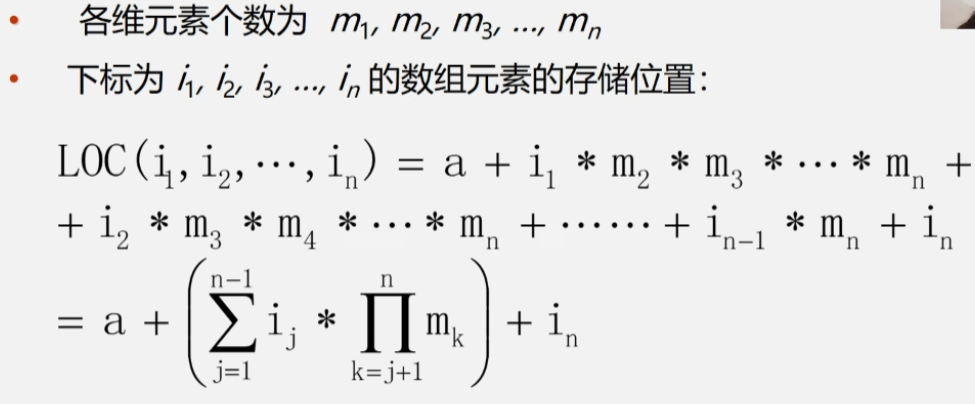 • 各维元素个数为 m₁, m₂, m₃, ..., mₙ
• 下标为 i₁, i₂, i₃, ..., iₙ 的数组元素的存储位置:
LOC(i₁,i₂,···,iₙ) = a + i₁ * m₂ * m₃ * ··· * mₙ +
+ i₂ * m₃ * m₄ * ··· * mₙ + ······ + iₙ₋₁ * mₙ + iₙ
= a + (∑_{j=1}^{n-1} i_j * ∏_{k=j+1}^{n} m_k) + iₙ